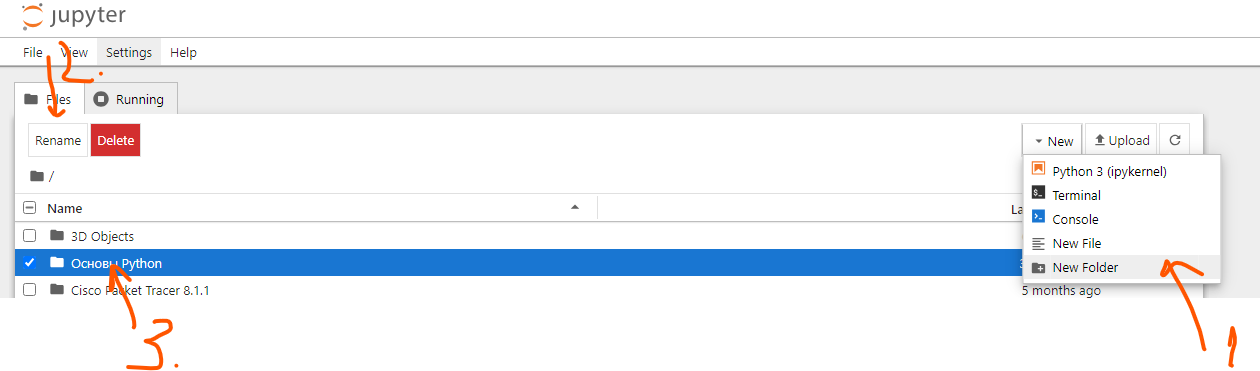 jupyter
File View Settings Help
2.
Files Running
Rename Delete New Upload
/
Python 3 (ipykernel)
Terminal
Name
La
Console
3D Objects
New File
Основы Python
3
New Folder
Cisco Packet Tracer 8.1.1
5 months ago
3.
1